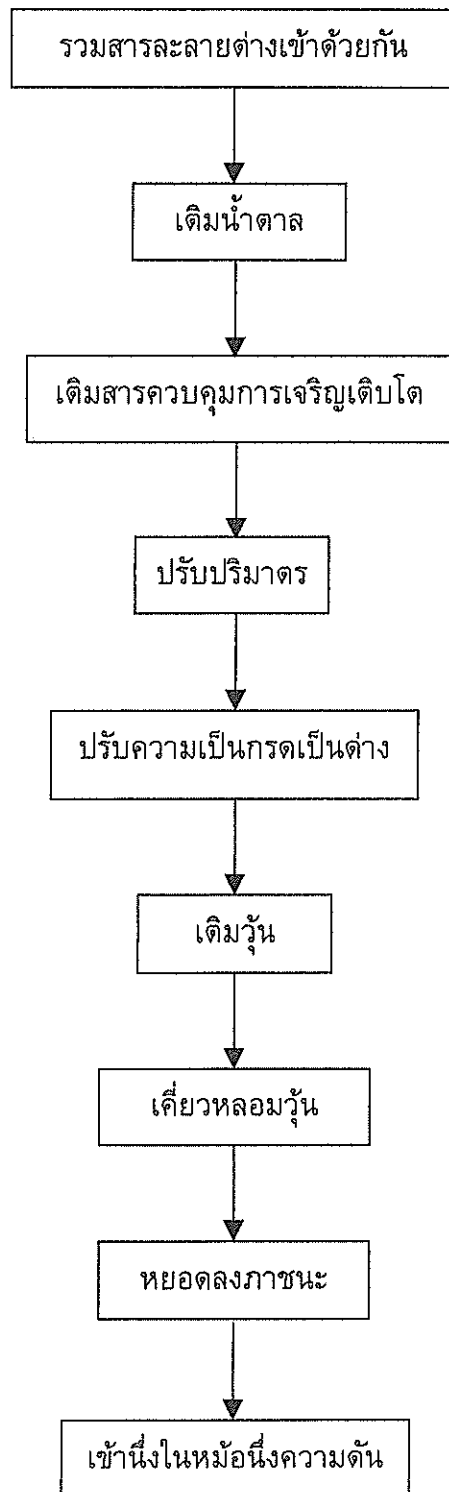 รวมสารละลายต่างเข้าด้วยกัน
เติมน้ำตาล
เติมสารควบคุมการเจริญเติบโต
ปรับปริมาตร
ปรับความเป็นกรดเป็นด่าง
เติมวุ้น
เคี่ยวหลอมวุ้น
หยอดลงภาชนะ
เข้านึ่งในหม้อนึ่งความดัน